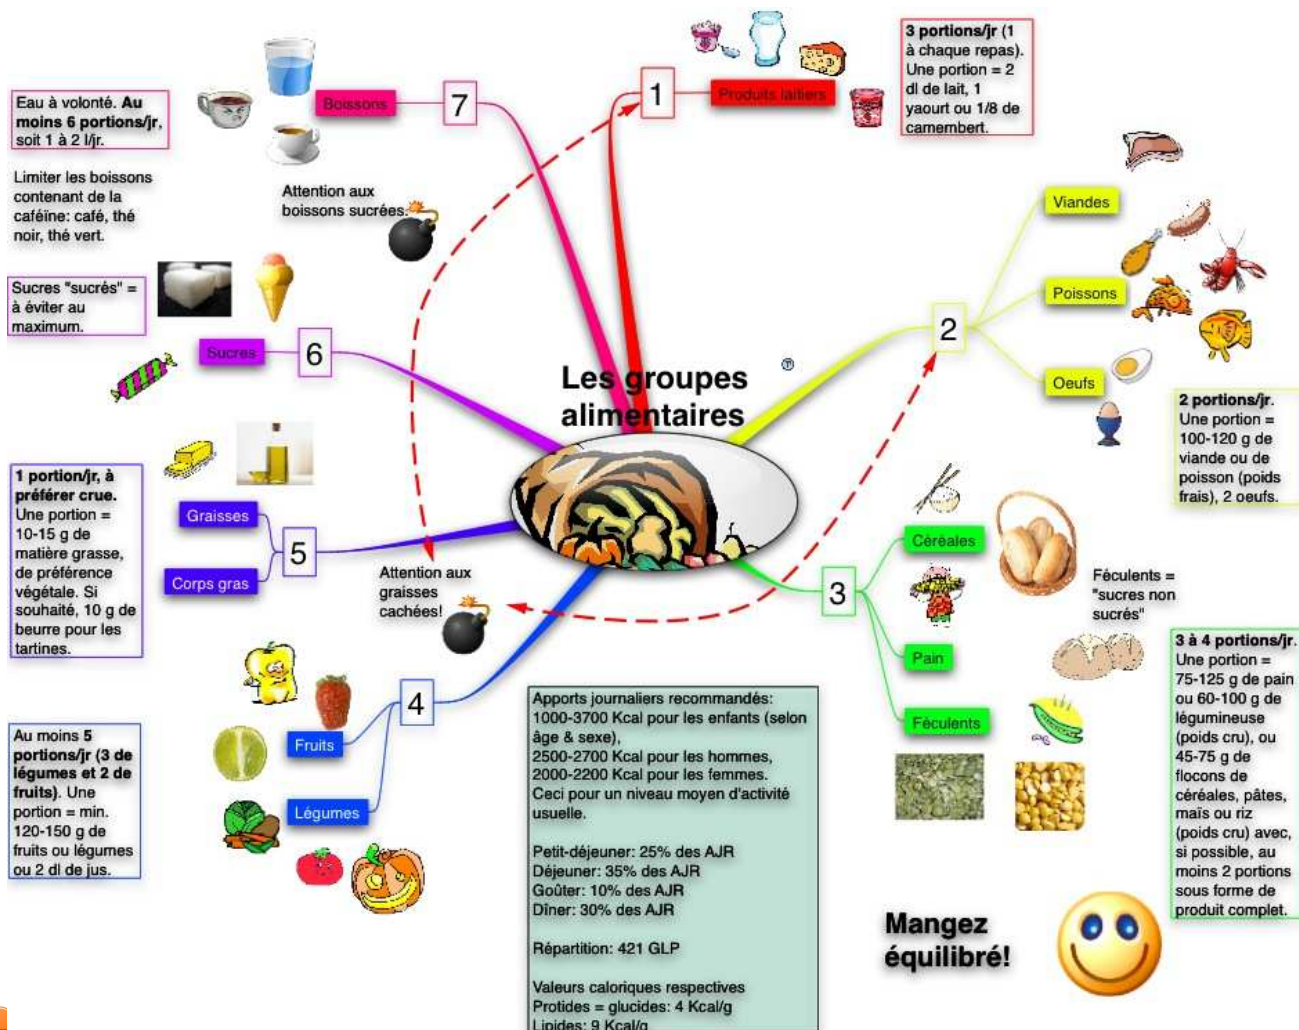 Les groupes
alimentaires
1
Produits laitiers
3 portions/jr (1
à chaque repas).
Une portion = 2
dl de lait, 1
yaourt ou 1/8 de
camembert.
2
Viandes
Poissons
Oeufs
2 portions/jr.
Une portion =
100-120 g de
viande ou de
poisson (poids
frais), 2 oeufs.
3
Céréales
Pain
Féculents
Féculents =
"sucres non
sucrés"
3 à 4 portions/jr.
Une portion =
75-125 g de pain
ou 60-100 g de
légumineuse
(poids cru), ou
45-75 g de
flocons de
céréales, pâtes,
maïs ou riz
(poids cru) avec,
si possible, au
moins 2 portions
sous forme de
produit complet.
4
Fruits
Légumes
Au moins 5
portions/jr (3 de
légumes et 2 de
fruits). Une
portion = min.
120-150 g de
fruits ou légumes
ou 2 dl de jus.
5
Graisses
Corps gras
1 portion/jr, à
préférer crue.
Une portion =
10-15 g de
matière grasse,
de préférence
végétale. Si
souhaité, 10 g de
beurre pour les
tartines.
Attention aux
graisses
cachées!
6
Sucres
Sucres "sucrés" =
à éviter au
maximum.
7
Boissons
Eau à volonté. Au
moins 6 portions/jr,
soit 1 à 2 l/jr.
Limiter les boissons
contenant de la
caféïne: café, thé
noir, thé vert.
Attention aux
boissons sucrées.
Apports journaliers recommandés:
1000-3700 Kcal pour les enfants (selon
âge & sexe),
2500-2700 Kcal pour les hommes,
2000-2200 Kcal pour les femmes.
Ceci pour un niveau moyen d'activité
usuelle.
Petit-déjeuner: 25% des AJR
Déjeuner: 35% des AJR
Goûter: 10% des AJR
Dîner: 30% des AJR
Répartition: 421 GLP
Valeurs caloriques respectives
Protides = glucides: 4 Kcal/g
Lipides: 9 Kcal/g
Mangez
équilibré!